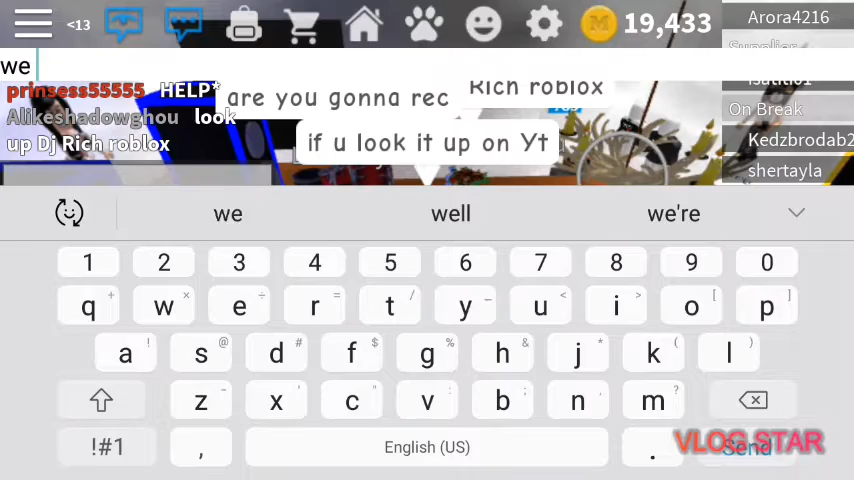 <13
19,433
Arora4216
Supplier
we
prinsess55555 HELP*
Alikeshadowghou look
up Dj Rich roblox
are you gonna rec
Rich roblox
if u look it up on Yt
On Break
Kedzbrodab2
shertayla
we well we're
1 2 3 4 5 6 7 8 9 0
q w e r t y u i o p
a s d f g h j k l
z x c v b n m
!#1 , English (US) . Send
VLOG STAR